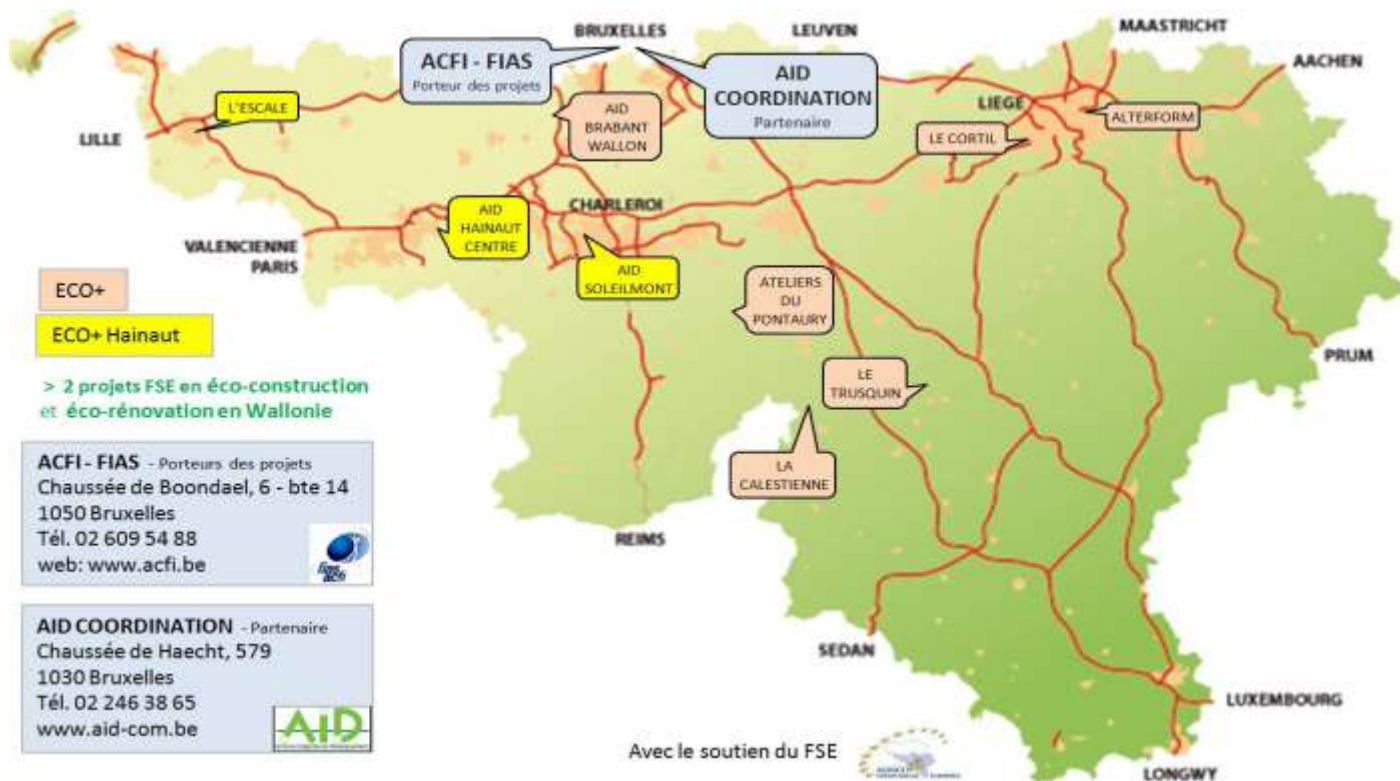 BRUXELLES
LEUVEN
MAASTRICHT
AACHEN
ACFI - FIAS
Porteur des projets
AID
COORDINATION
Partenaire
L'ESCALE
LILLE
AID
BRABANT
WALLON
LIEGE
ALTERFORM
LE CORTIL
CHARLEROI
AID
HAINAUT
CENTRE
VALENCIENNE
PARIS
AID
SOLEILMONT
ATELIERS
DU
PONTAURY
PRUM
LE
TRUSQUIN
LA
CALESTIENNE
REIMS
SEDAN
LUXEMBOURG
LONGWY
ECO+
ECO+ Hainaut
> 2 projets FSE en éco-construction
et éco-rénovation en Wallonie
ACFI - FIAS - Porteurs des projets
Chaussée de Boondael, 6 - bte 14
1050 Bruxelles
Tél. 02 609 54 88
web: www.acfi.be
fias
acfi
AID COORDINATION - Partenaire
Chaussée de Haecht, 579
1030 Bruxelles
Tél. 02 246 38 65
www.aid-com.be
AID
Avec le soutien du FSE